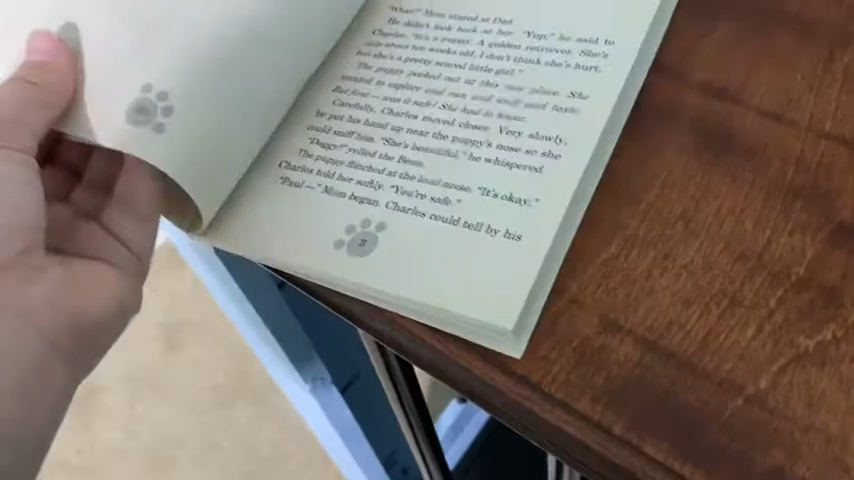 "What?" Mom stared at Dad.
He didn't look back at her. "Yup," he said to
Charlie. "It's a puppy. A golden retriever. She's
only about ten weeks old. I don't think she's hurt,
but she's a pretty scared little girl."
The puppy peeked out at this new place. She
wanted to explore and run and smell and taste.
But first—was it safe? She had to know.
Carefully, Charles moved closer. Very slowly,
he put his hand up near the puppy's nose so she
could sniff him. "She's beautiful," he whispered.
"Doggy!" yelled the Bean.
The puppy flinched at the loud noise. "It's okay,"
Charles told her softly. "You're safe."
"Paul—" Mom began. Charles could tell by his